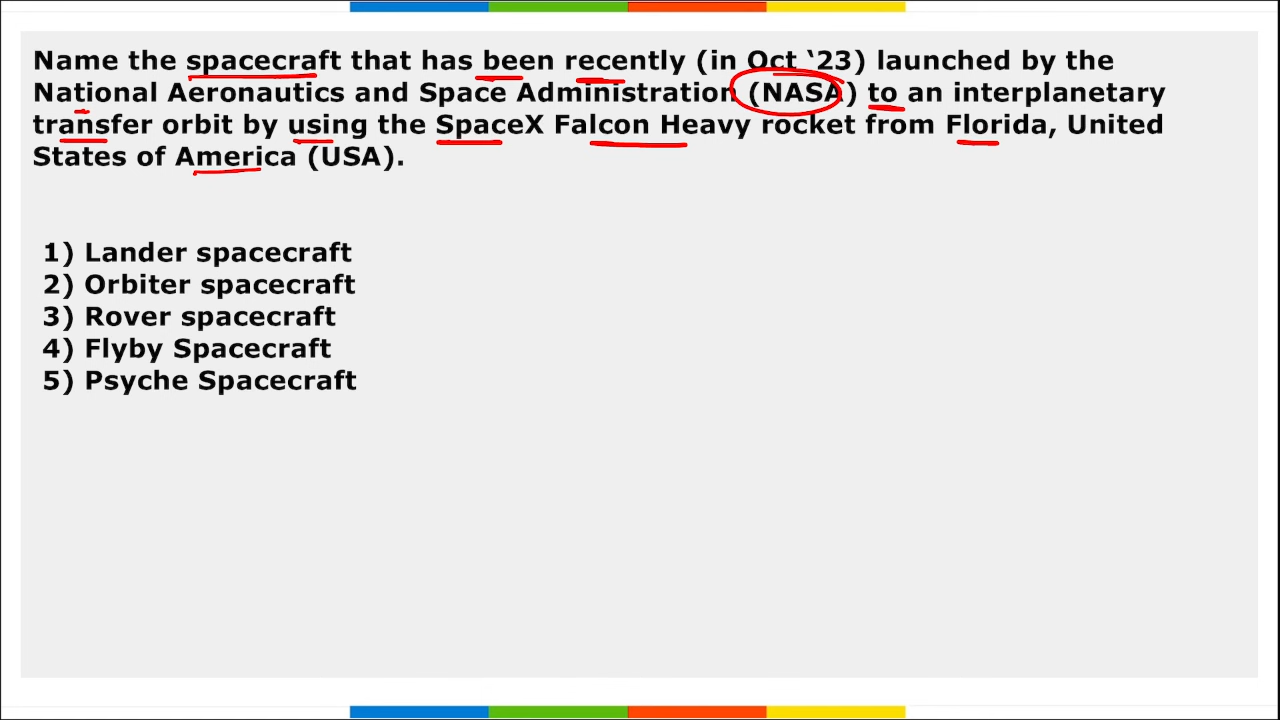 Name the spacecraft that has been recently (in Oct ‘23) launched by the
National Aeronautics and Space Administration (NASA) to an interplanetary
transfer orbit by using the SpaceX Falcon Heavy rocket from Florida, United
States of America (USA).
1) Lander spacecraft
2) Orbiter spacecraft
3) Rover spacecraft
4) Flyby Spacecraft
5) Psyche Spacecraft